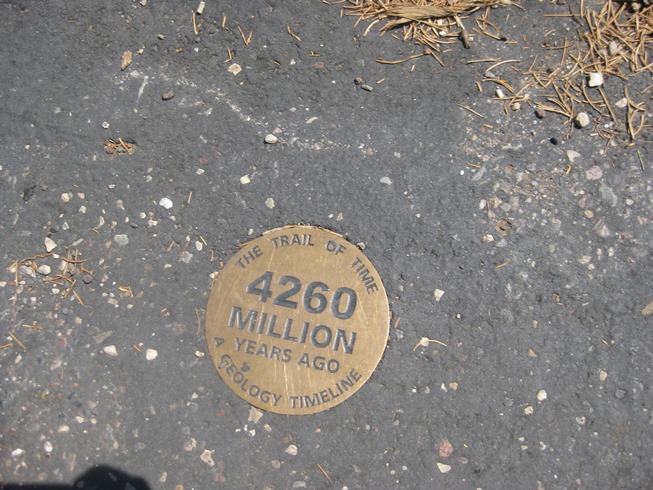 THE TRAIL OF TIME
4260
MILLION
YEARS AGO
A GEOLOGY TIMELINE